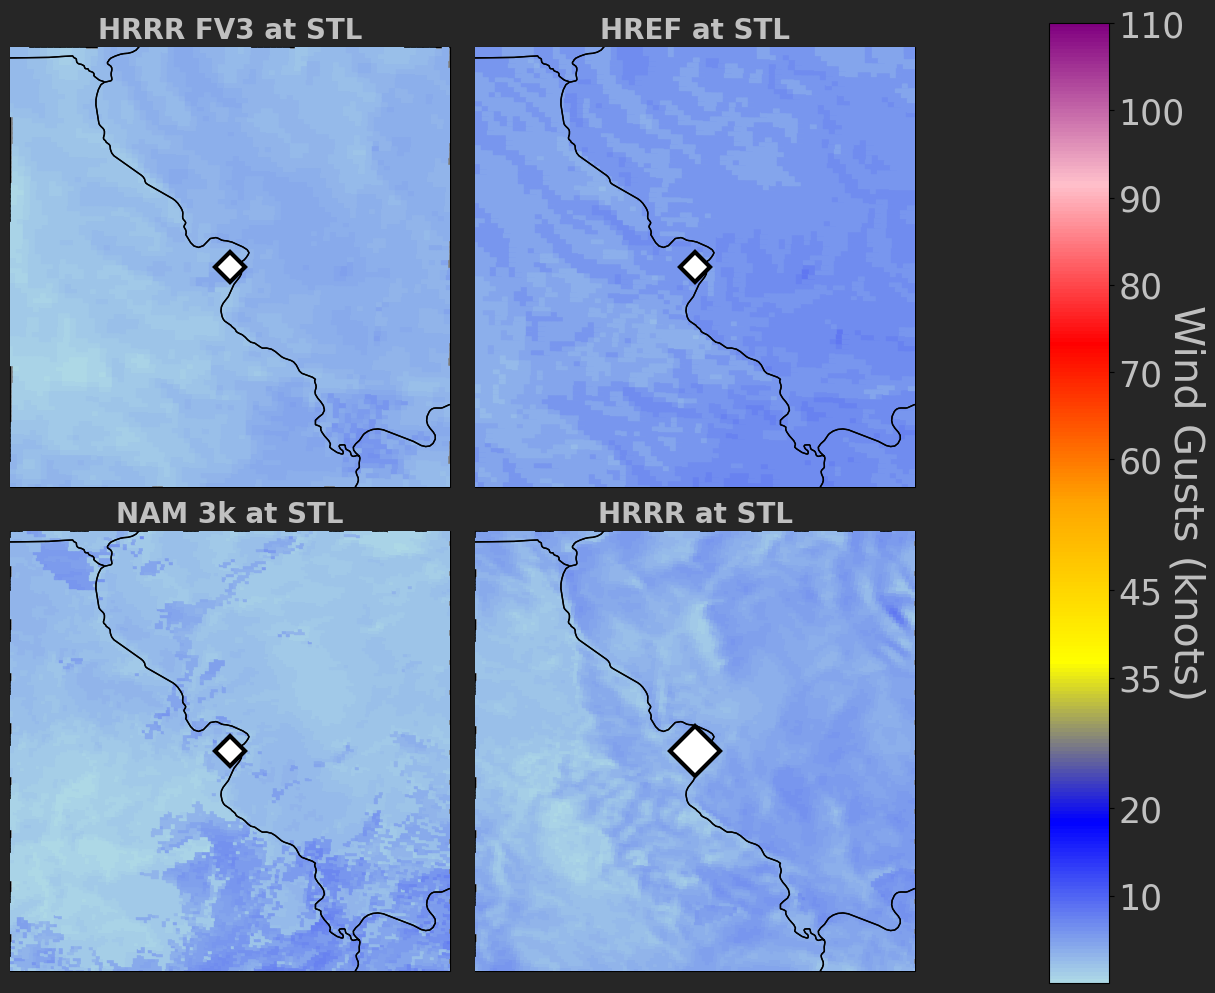 HRRR FV3 at STL
HREF at STL
NAM 3k at STL
HRRR at STL
110
100
90
80
70
60
45
35
20
10
Wind Gusts (knots)